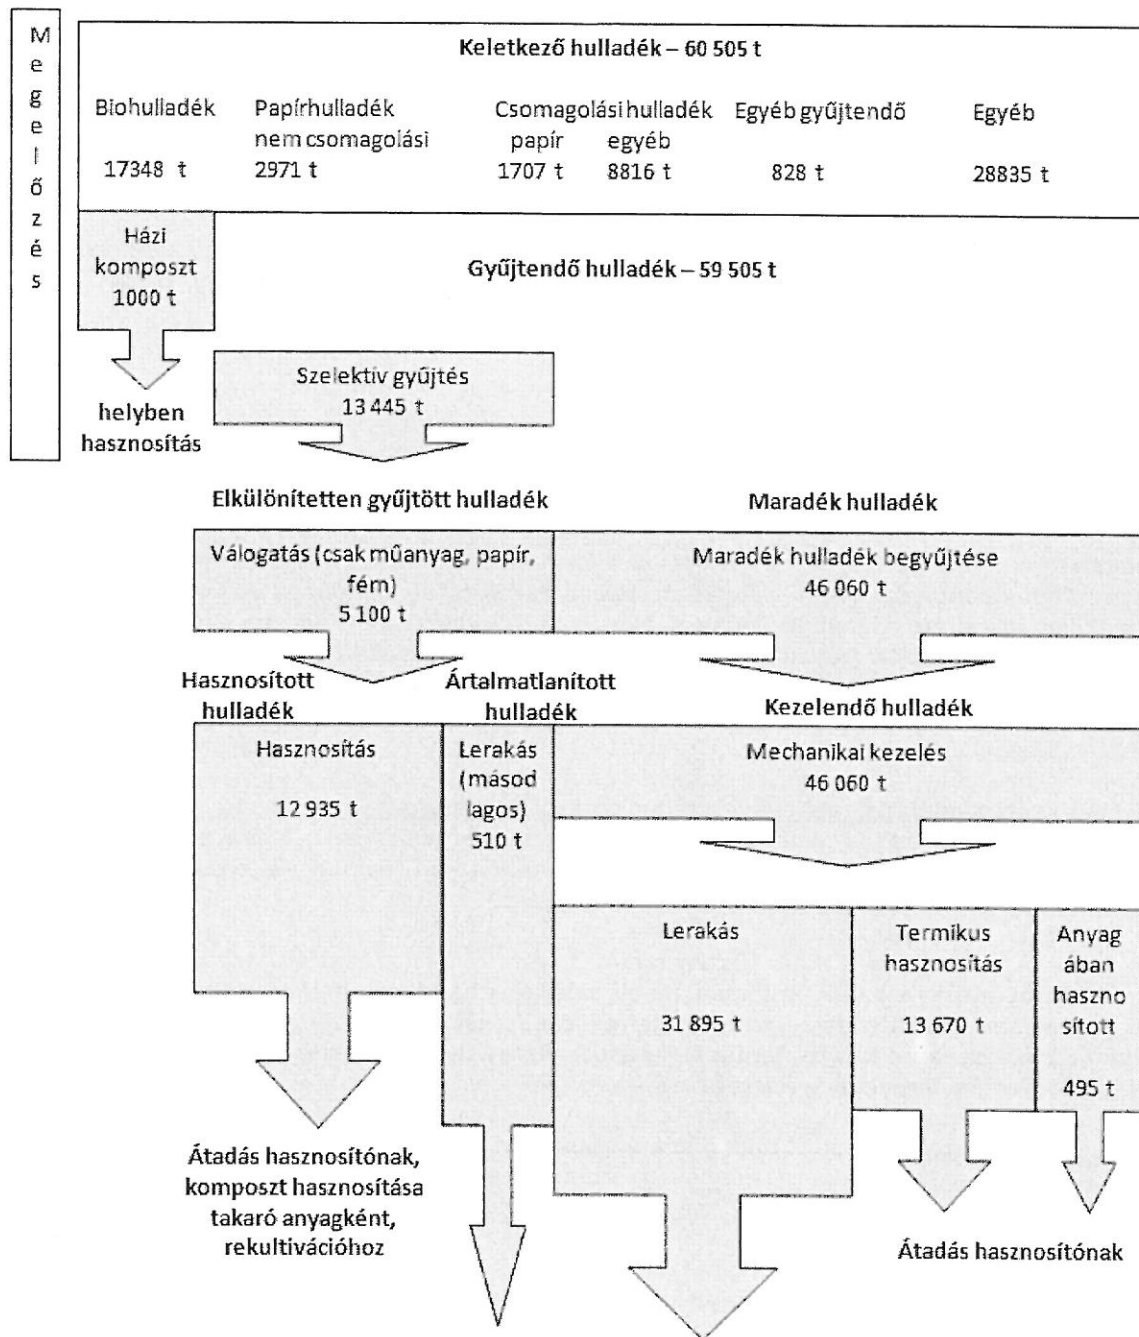 Megelőzés
Keletkező hulladék – 60 505 t
Biohulladék
17348 t
Papírhulladék
nem csomagolási
2971 t
Csomagolási hulladék
papír egyéb
1707 t 8816 t
Egyéb gyűjtendő
828 t
Egyéb
28835 t
Házi
komposzt
1000 t
Gyűjtendő hulladék – 59 505 t
helyben
hasznosítás
Szelektív gyűjtés
13 445 t
Elkülönítetten gyűjtött hulladék
Maradék hulladék
Válogatás (csak műanyag, papír,
fém)
5 100 t
Maradék hulladék begyűjtése
46 060 t
Hasznosított
hulladék
Ártalmatlanított
hulladék
Kezelendő hulladék
Hasznosítás
12 935 t
Lerakás
(másod
lagos)
510 t
Mechanikai kezelés
46 060 t
Lerakás
31 895 t
Termikus
hasznosítás
13 670 t
Anyag
ában
haszno
sított
495 t
Átadás hasznosítónak,
komposzt hasznosítása
takaró anyagként,
rekultivációhoz
Átadás hasznosítónak